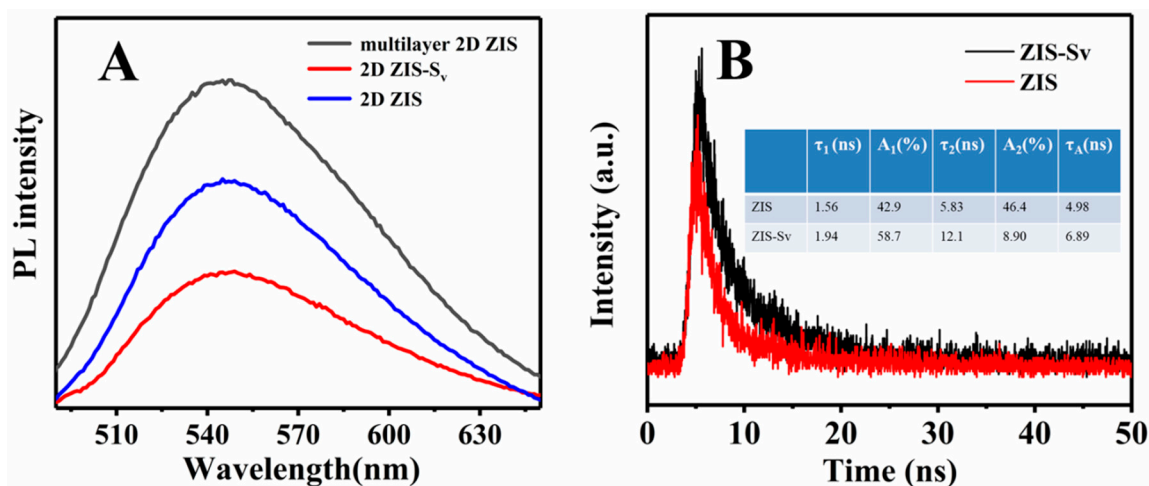 A
multilayer 2D ZIS
2D ZIS-Sv
2D ZIS
PL intensity
510 540 570 600 630
Wavelength(nm)
B
ZIS-Sv
ZIS
τ1 (ns) A1(%) τ2(ns) A2(%) τA(ns)
ZIS 1.56 42.9 5.83 46.4 4.98
ZIS-Sv 1.94 58.7 12.1 8.90 6.89
Intensity (a.u.)
0 10 20 30 40 50
Time (ns)